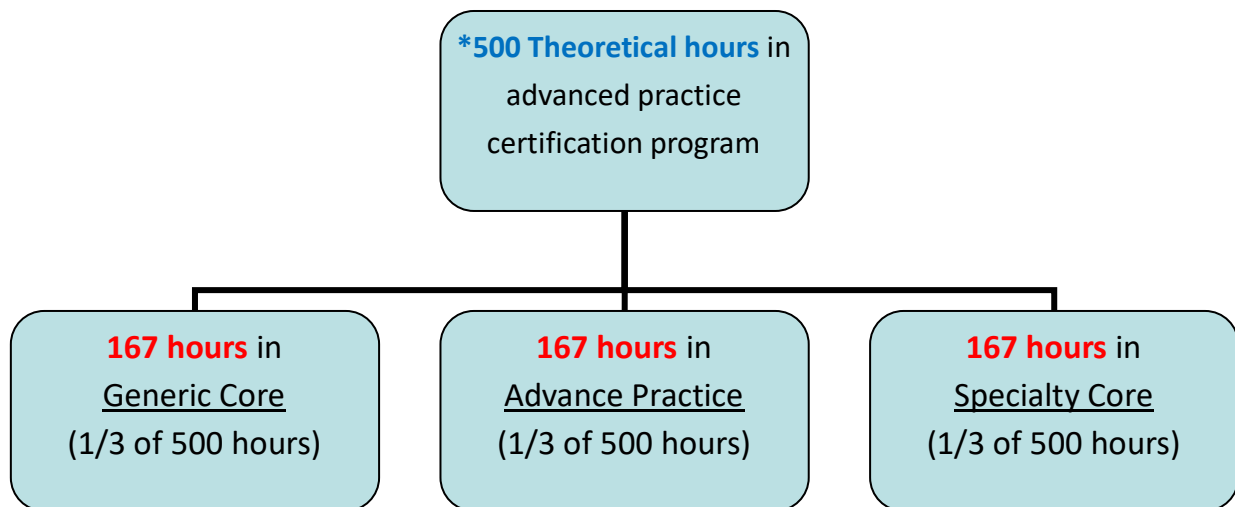 *500 Theoretical hours in
advanced practice
certification program
167 hours in
Generic Core
(1/3 of 500 hours)
167 hours in
Advance Practice
(1/3 of 500 hours)
167 hours in
Specialty Core
(1/3 of 500 hours)